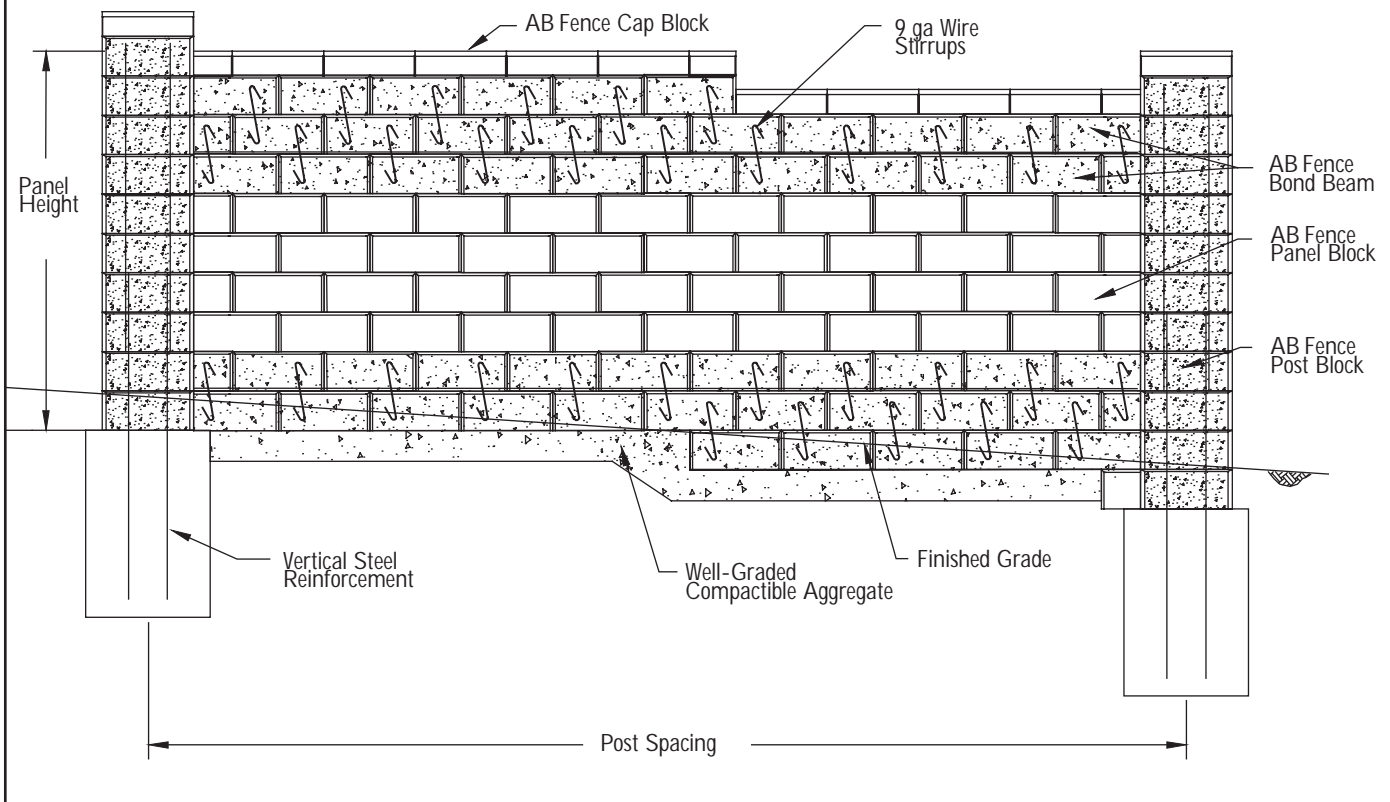 AB Fence Cap Block
9 ga Wire
Stirrups
Panel
Height
AB Fence
Bond Beam
AB Fence
Panel Block
AB Fence
Post Block
Vertical Steel
Reinforcement
Well-Graded
Compactible Aggregate
Finished Grade
Post Spacing